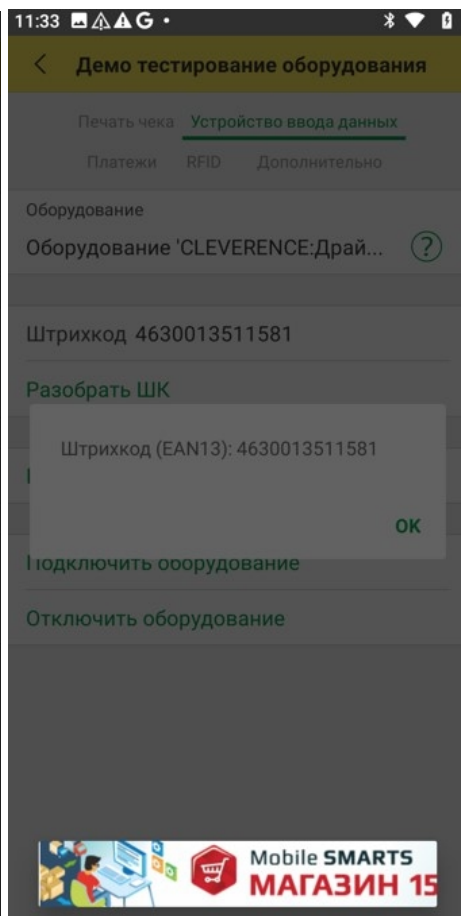 11:33
Демо тестирование оборудования
Печать чека Устройство ввода данных
Платежи RFID Дополнительно
Оборудование
Оборудование 'CLEVERENCE:Драй...
Штрихкод 4630013511581
Разобрать ШК
Штрихкод (EAN13): 4630013511581
OK
Подключить оборудование
Отключить оборудование
Mobile SMARTS
МАГАЗИН 15